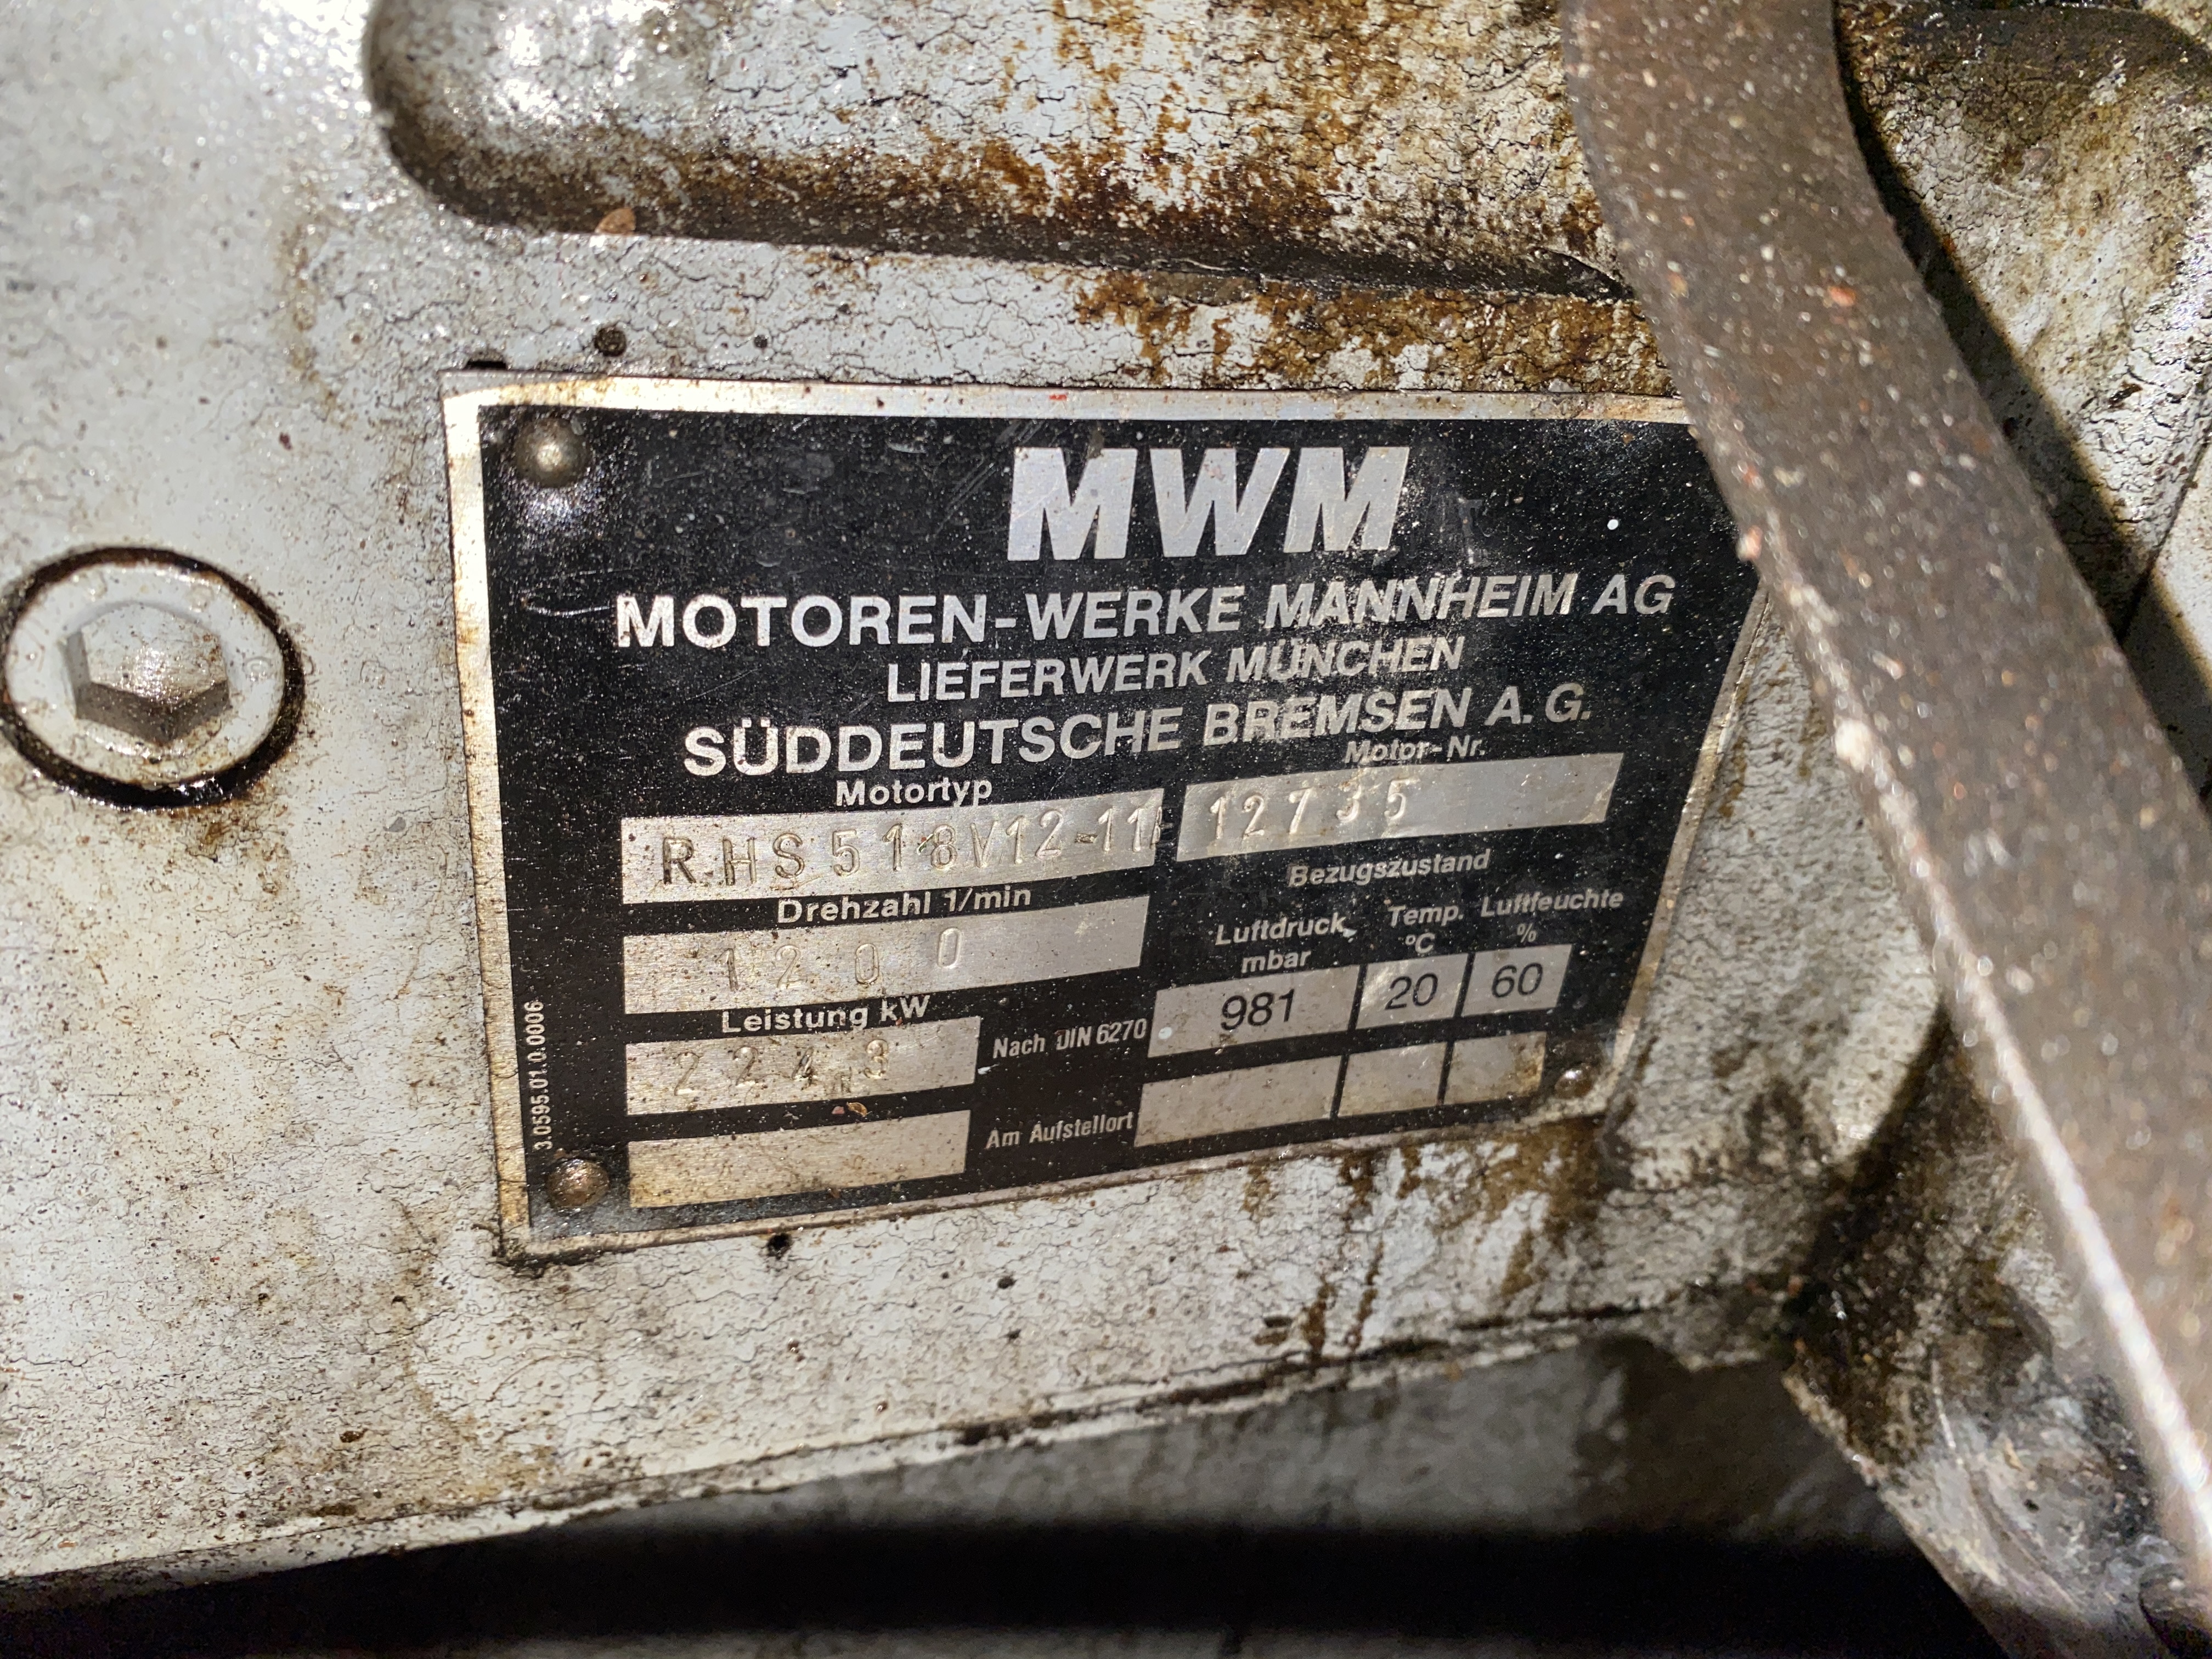 MWM
MOTOREN-WERKE MANNHEIM AG
LIEFERWERK MÜNCHEN
SÜDDEUTSCHE BREMSEN A.G.
Motortyp Motor-Nr.
RHS 518V12-11 12735
Drehzahl 1/min Bezugszustand
1200 Luftdruck Temp. Luftfeuchte
mbar °C %
Leistung kW
224,3 Nach DIN 6270 981 20 60
Am Aufstellort
3.0595.01.0.0006